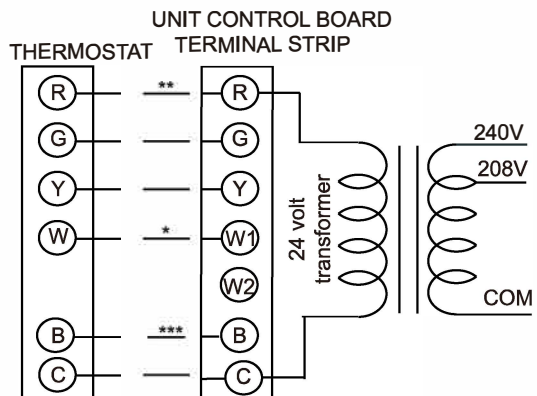 UNIT CONTROL BOARD
THERMOSTAT TERMINAL STRIP
R ** R
G G
Y Y
W * W1
W2
B *** B
C C
24 volt
transformer
240V
208V
COM